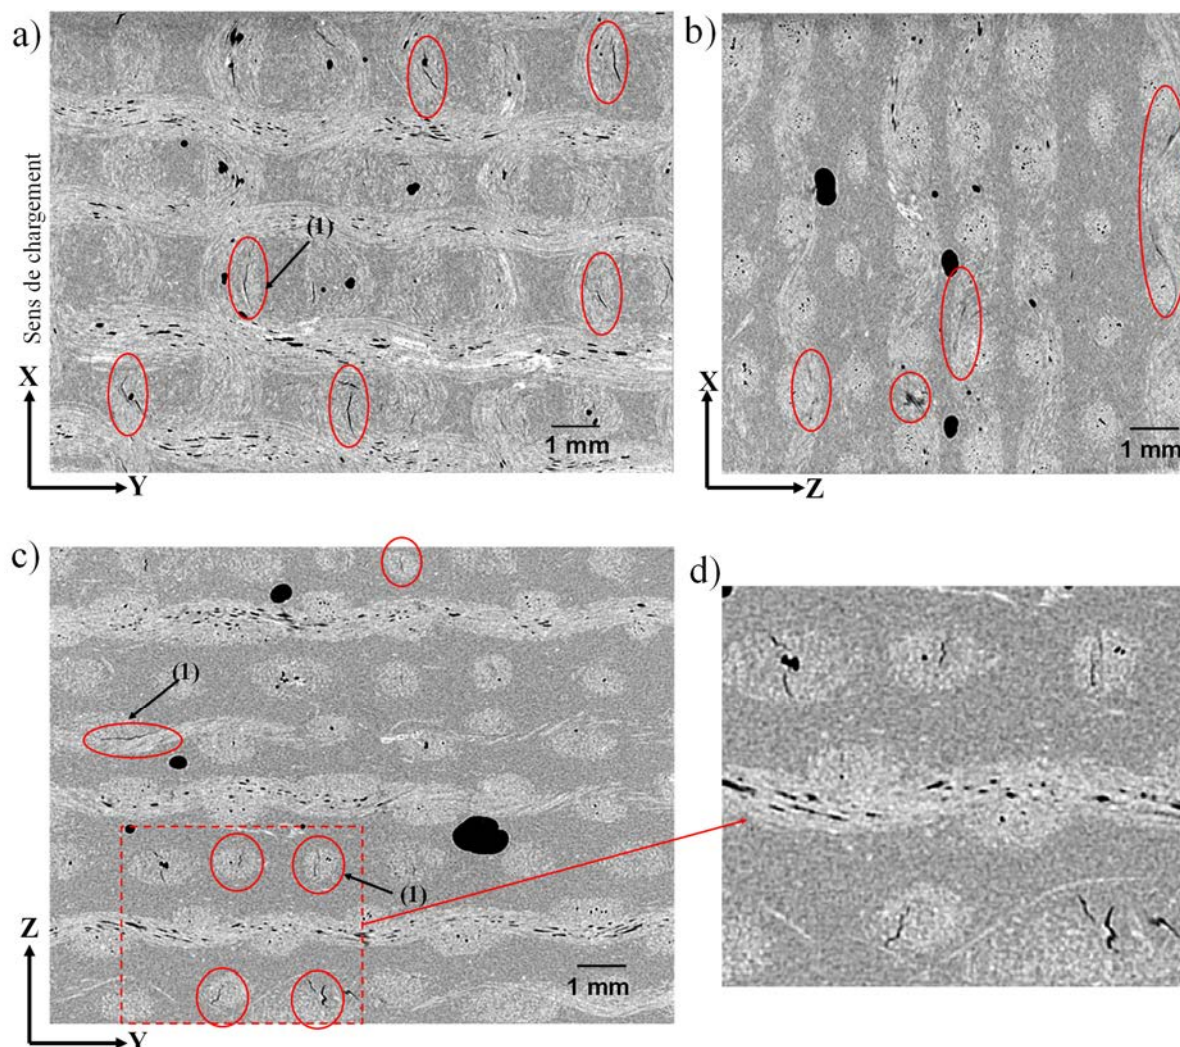 a)
b)
Sens de chargement
(1)
X
Y
1 mm
X
Z
1 mm
c)
d)
(1)
(1)
Z
Y
1 mm